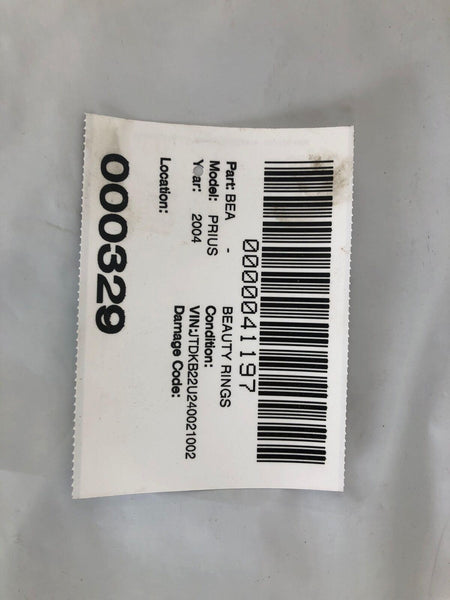 0000041197
Part: BEA - BEAUTY RINGS
Model: PRIUS Condition:
Year: 2004 VIN:JTDKB22U240021002
Damage Code:
Location:
000329